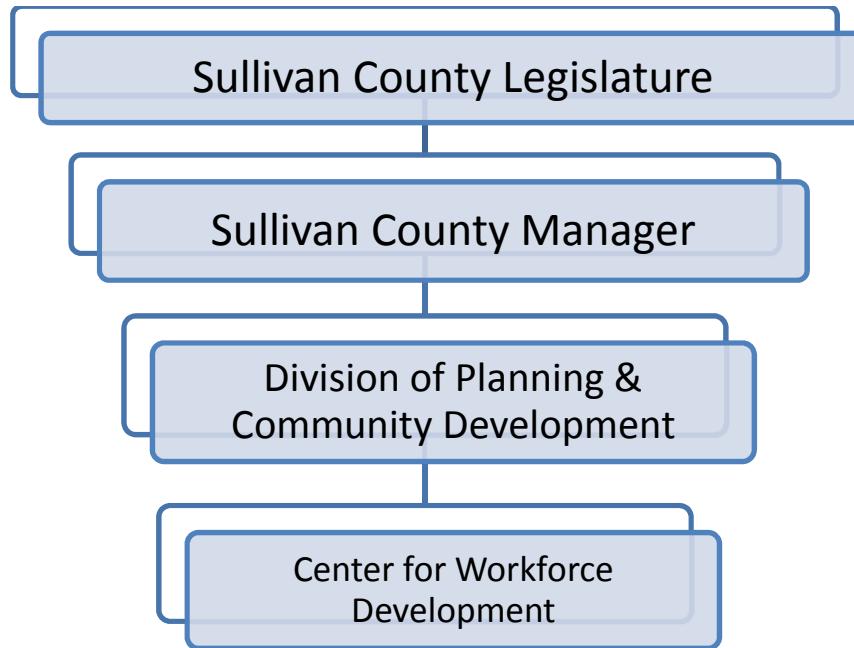 Sullivan County Legislature
Sullivan County Manager
Division of Planning &
Community Development
Center for Workforce
Development